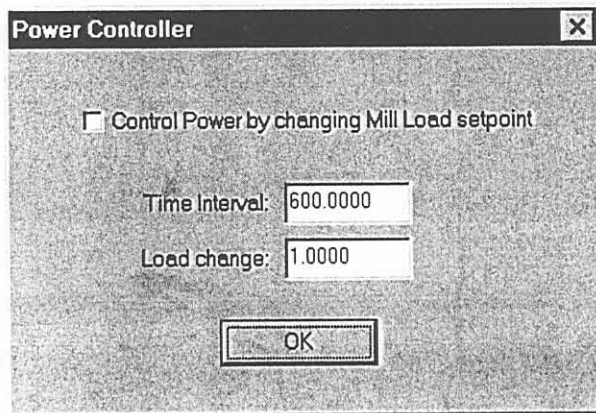 Power Controller
Control Power by changing Mill Load setpoint
Time Interval: 600.0000
Load change: 1.0000
OK